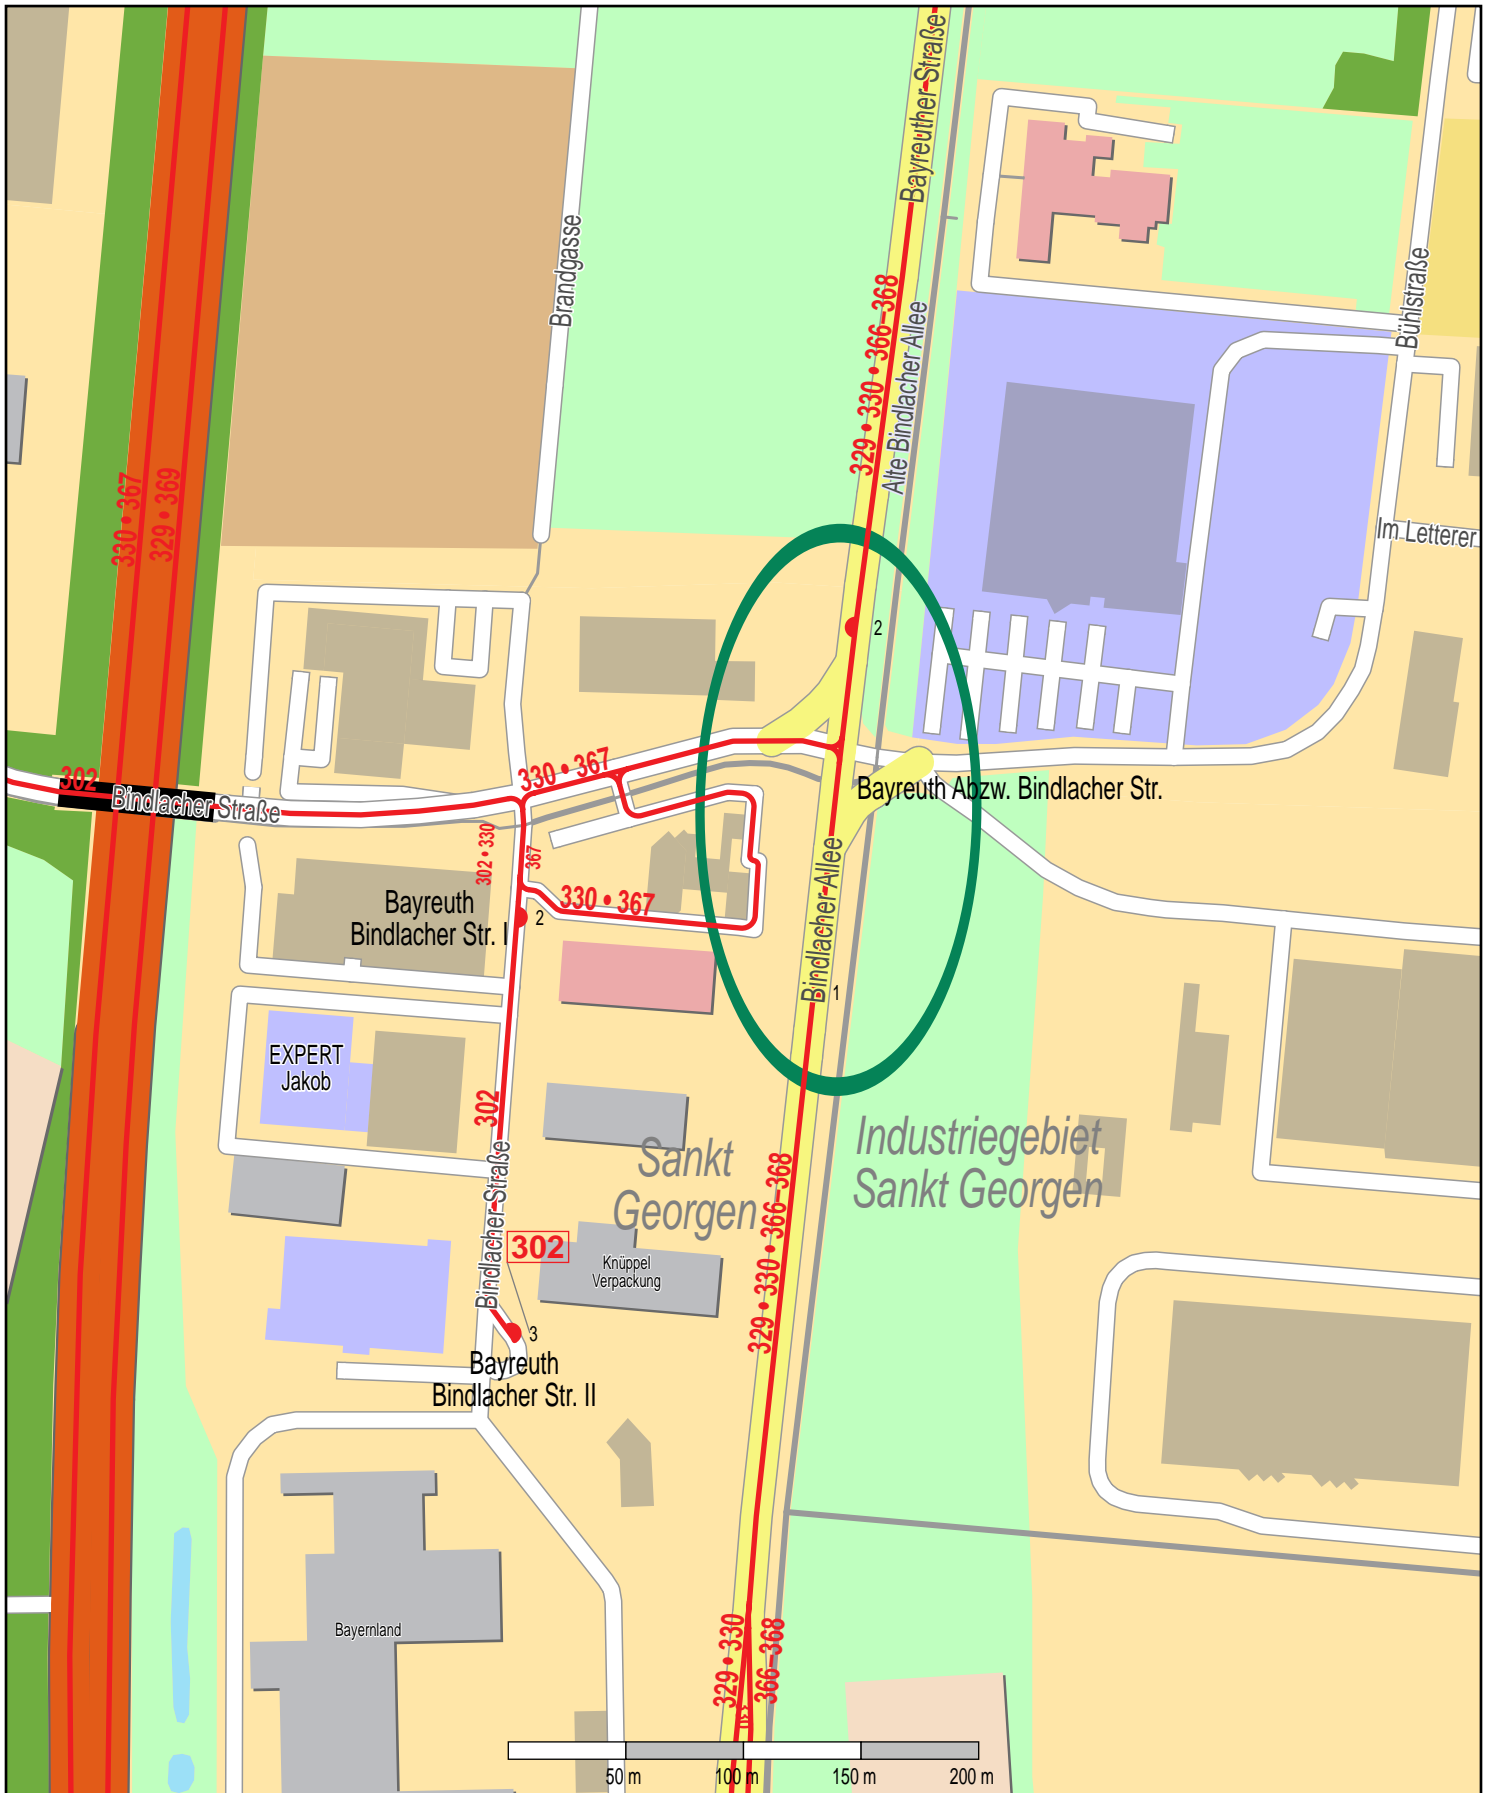 Bayreuther Straße
Brandgasse
329 • 330 • 366–368
Alte Bindlacher Allee
Bühlstraße
330 • 367
329 • 369
Im Letterer
2
302
Bindlacher Straße
330 • 367
Bayreuth Abzw. Bindlacher Str.
302 • 330
367
Bindlacher Allee
Bayreuth
Bindlacher Str. I
2
330 • 367
1
EXPERT
Jakob
302
Sankt
Georgen
Industriegebiet
Sankt Georgen
329 • 330 • 366–368
Bindlacher Straße
302
Knüppel
Verpackung
3
Bayreuth
Bindlacher Str. II
Bayernland
329 • 330
366–368
50 m
100 m
150 m
200 m